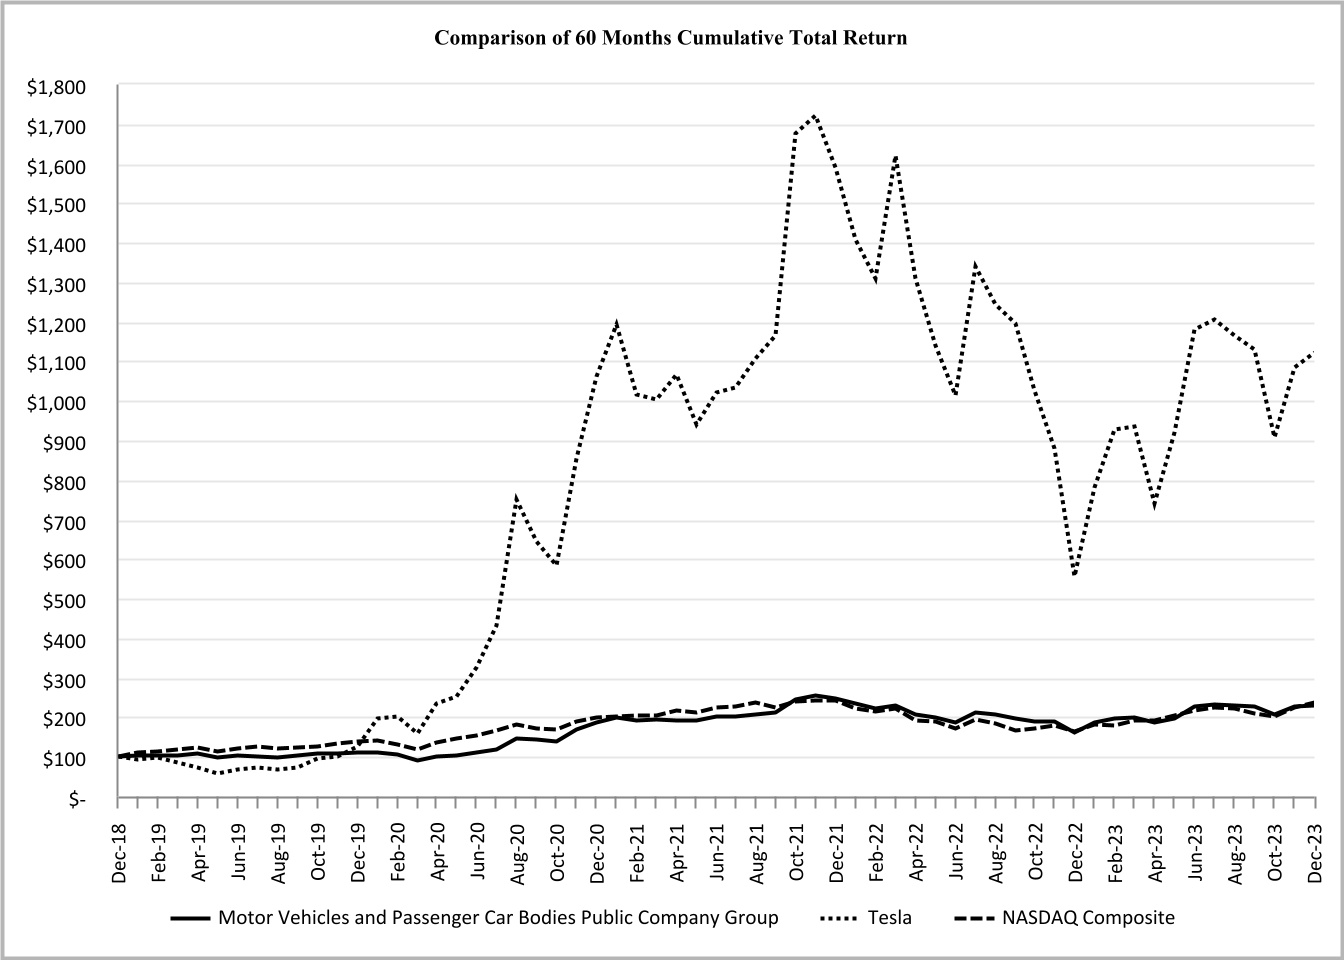 Comparison of 60 Months Cumulative Total Return
$1,800
$1,700
$1,600
$1,500
$1,400
$1,300
$1,200
$1,100
$1,000
$900
$800
$700
$600
$500
$400
$300
$200
$100
$-
Dec-18
Feb-19
Apr-19
Jun-19
Aug-19
Oct-19
Dec-19
Feb-20
Apr-20
Jun-20
Aug-20
Oct-20
Dec-20
Feb-21
Apr-21
Jun-21
Aug-21
Oct-21
Dec-21
Feb-22
Apr-22
Jun-22
Aug-22
Oct-22
Dec-22
Feb-23
Apr-23
Jun-23
Aug-23
Oct-23
Dec-23
Motor Vehicles and Passenger Car Bodies Public Company Group
Tesla
NASDAQ Composite